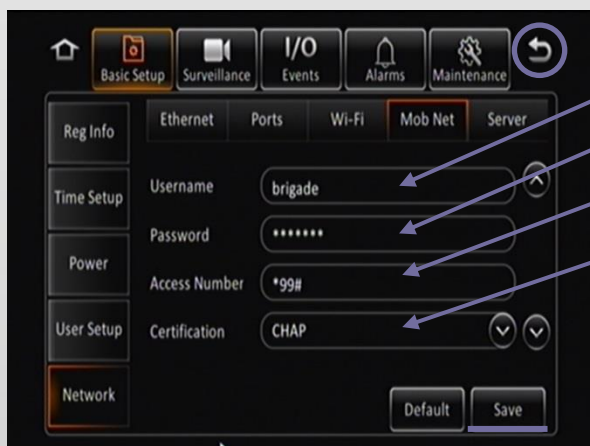 Basic Setup Surveillance I/O Events Alarms Maintenance
Ethernet Ports Wi-Fi Mob Net Server
Reg Info
Time Setup
Power
User Setup
Network
Username brigade
Password *******
Access Number *99#
Certification CHAP
Default Save